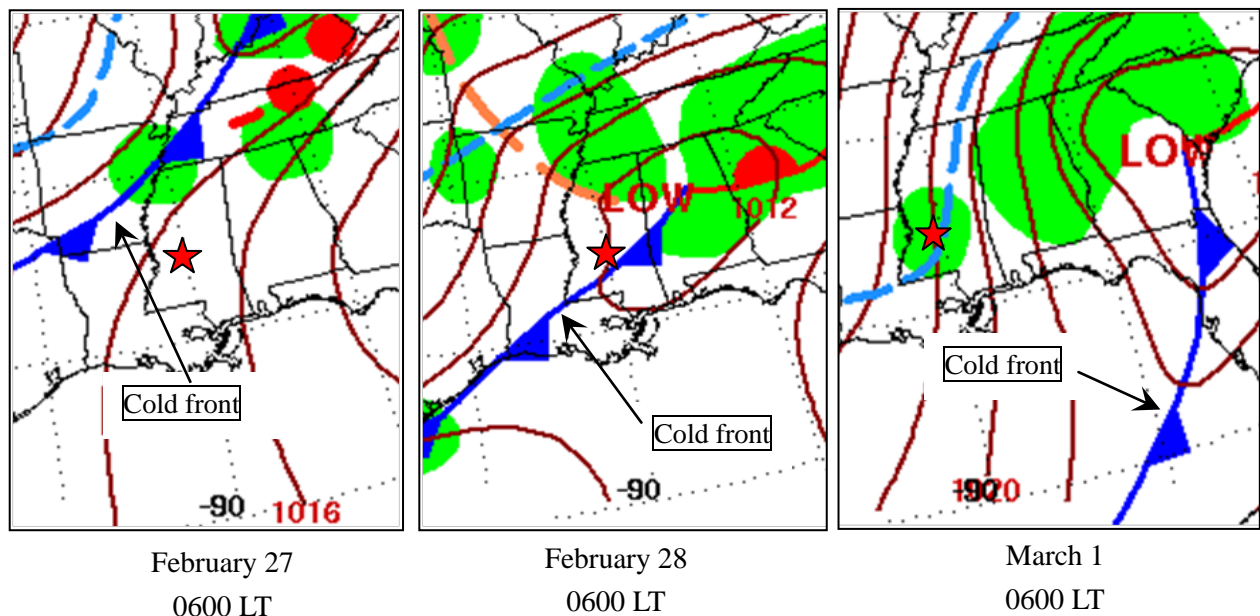 Cold front
-90
1016
February 27
0600 LT
LOW
1012
Cold front
-90
February 28
0600 LT
LOW
Cold front
-90
March 1
0600 LT